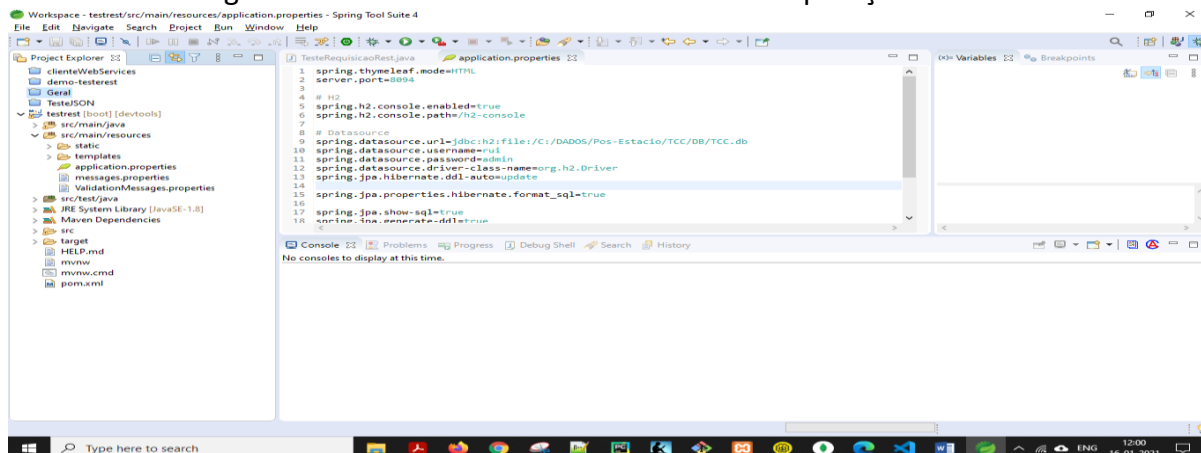 Workspace - testrest/src/main/resources/application.properties - Spring Tool Suite 4
File Edit Navigate Search Project Run Window Help
Project Explorer
TesteRequisicaoRest.java
application.properties
(x)= Variables
Breakpoints
clienteWebServices
demo-testerest
Geral
TesteJSON
testrest [boot] [devtools]
src/main/java
src/main/resources
static
templates
application.properties
messages.properties
ValidationMessages.properties
src/test/java
JRE System Library [JavaSE-1.8]
Maven Dependencies
src
target
HELP.md
mvnw
mvnw.cmd
pom.xml
1 spring.thymeleaf.mode=HTML
2 server.port=8094
3
4 # H2
5 spring.h2.console.enabled=true
6 spring.h2.console.path=/h2-console
7
8 # Datasource
9 spring.datasource.url=jdbc:h2:file:/C:/DADOS/Pos-Estacio/TCC/DB/TCC.db
10 spring.datasource.username=rui
11 spring.datasource.password=admin
12 spring.datasource.driver-class-name=org.h2.Driver
13 spring.jpa.hibernate.ddl-auto=update
14
15 spring.jpa.properties.hibernate.format_sql=true
16
17 spring.jpa.show-sql=true
18 spring.jpa.generate-ddl=true
Console Problems Progress Debug Shell Search History
No consoles to display at this time.
Type here to search
ENG
12:00
16-01-2021